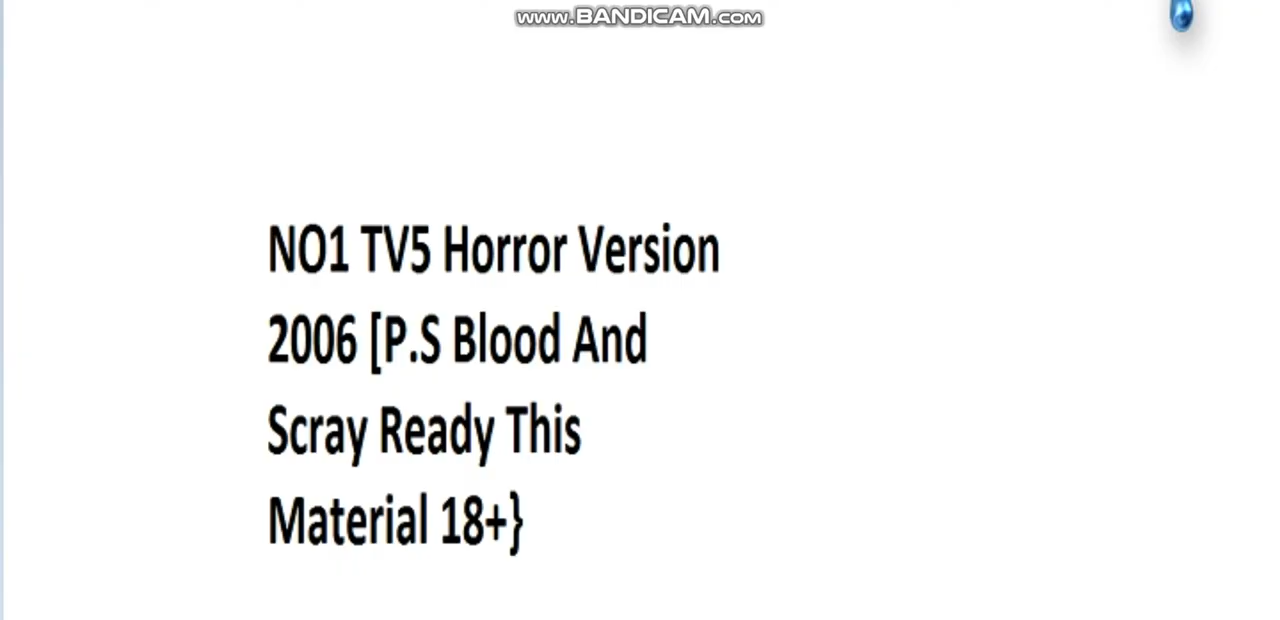 www.BANDICAM.com
NO1 TV5 Horror Version
2006 [P.S Blood And
Scray Ready This
Material 18+}